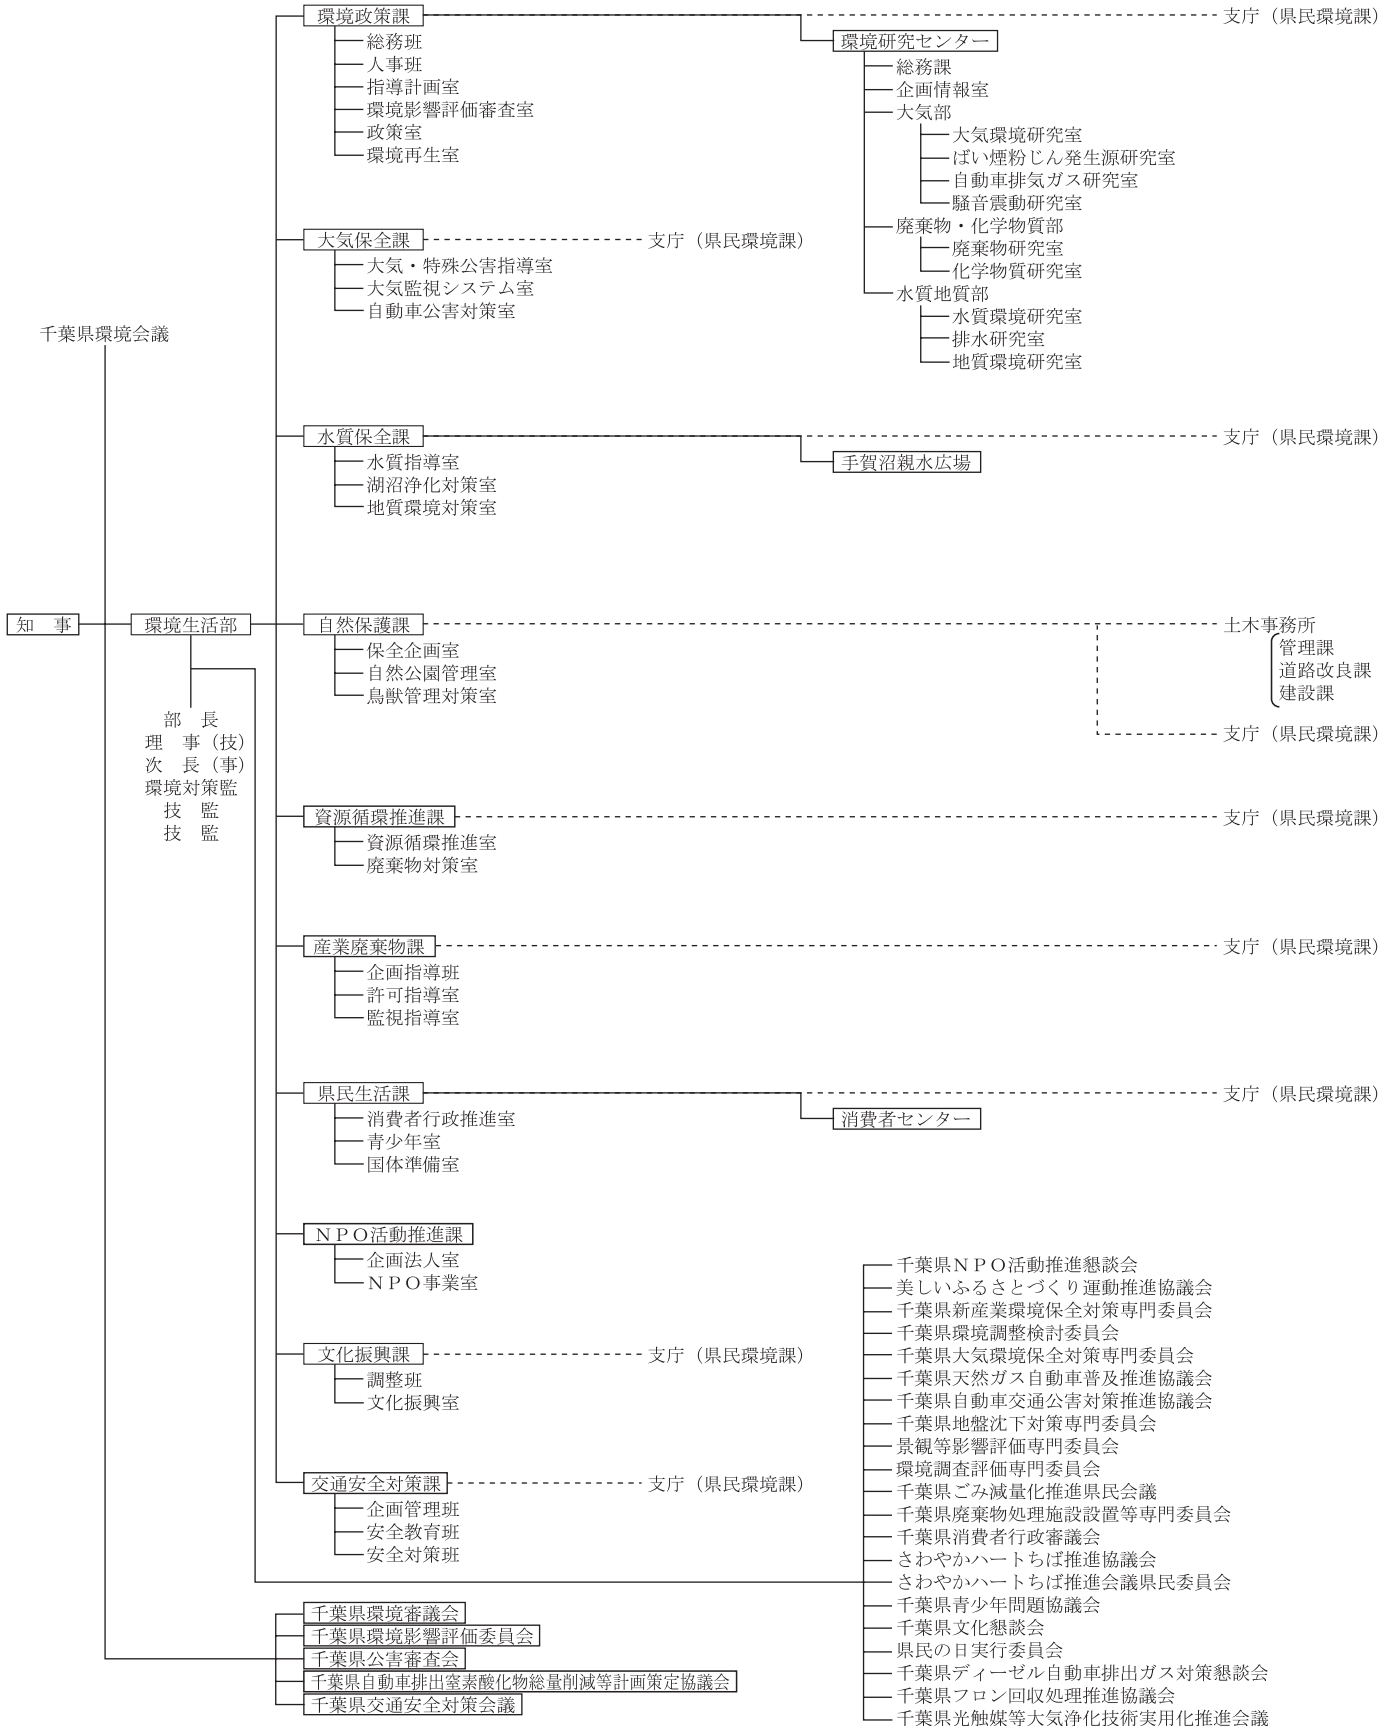 環境政策課
支庁（県民環境課）
総務班
人事班
指導計画室
環境影響評価審査室
政策室
環境再生室
環境研究センター
総務課
企画情報室
大気部
大気環境研究室
ばい煙粉じん発生源研究室
自動車排気ガス研究室
騒音震動研究室
廃棄物・化学物質部
廃棄物研究室
化学物質研究室
水質地質部
水質環境研究室
排水研究室
地質環境研究室
大気保全課
支庁（県民環境課）
大気・特殊公害指導室
大気監視システム室
自動車公害対策室
千葉県環境会議
水質保全課
支庁（県民環境課）
水質指導室
湖沼浄化対策室
地質環境対策室
手賀沼親水広場
知　事
環境生活部
部　長
理　事（技）
次　長（事）
環境対策監
技　監
技　監
自然保護課
土木事務所
管理課
道路改良課
建設課
支庁（県民環境課）
保全企画室
自然公園管理室
鳥獣管理対策室
資源循環推進課
支庁（県民環境課）
資源循環推進室
廃棄物対策室
産業廃棄物課
支庁（県民環境課）
企画指導班
許可指導室
監視指導室
県民生活課
支庁（県民環境課）
消費者行政推進室
青少年室
国体準備室
消費者センター
ＮＰＯ活動推進課
企画法人室
ＮＰＯ事業室
文化振興課
支庁（県民環境課）
調整班
文化振興室
交通安全対策課
支庁（県民環境課）
企画管理班
安全教育班
安全対策班
千葉県ＮＰＯ活動推進懇談会
美しいふるさとづくり運動推進協議会
千葉県新産業環境保全対策専門委員会
千葉県環境調整検討委員会
千葉県大気環境保全対策専門委員会
千葉県天然ガス自動車普及推進協議会
千葉県自動車交通公害対策推進協議会
千葉県地盤沈下対策専門委員会
景観等影響評価専門委員会
環境調査評価専門委員会
千葉県ごみ減量化推進県民会議
千葉県廃棄物処理施設設置等専門委員会
千葉県消費者行政審議会
さわやかハートちば推進協議会
さわやかハートちば推進会議県民委員会
千葉県青少年問題協議会
千葉県文化懇談会
県民の日実行委員会
千葉県ディーゼル自動車排出ガス対策懇談会
千葉県フロン回収処理推進協議会
千葉県光触媒等大気浄化技術実用化推進会議
千葉県環境審議会
千葉県環境影響評価委員会
千葉県公害審査会
千葉県自動車排出窒素酸化物総量削減等計画策定協議会
千葉県交通安全対策会議